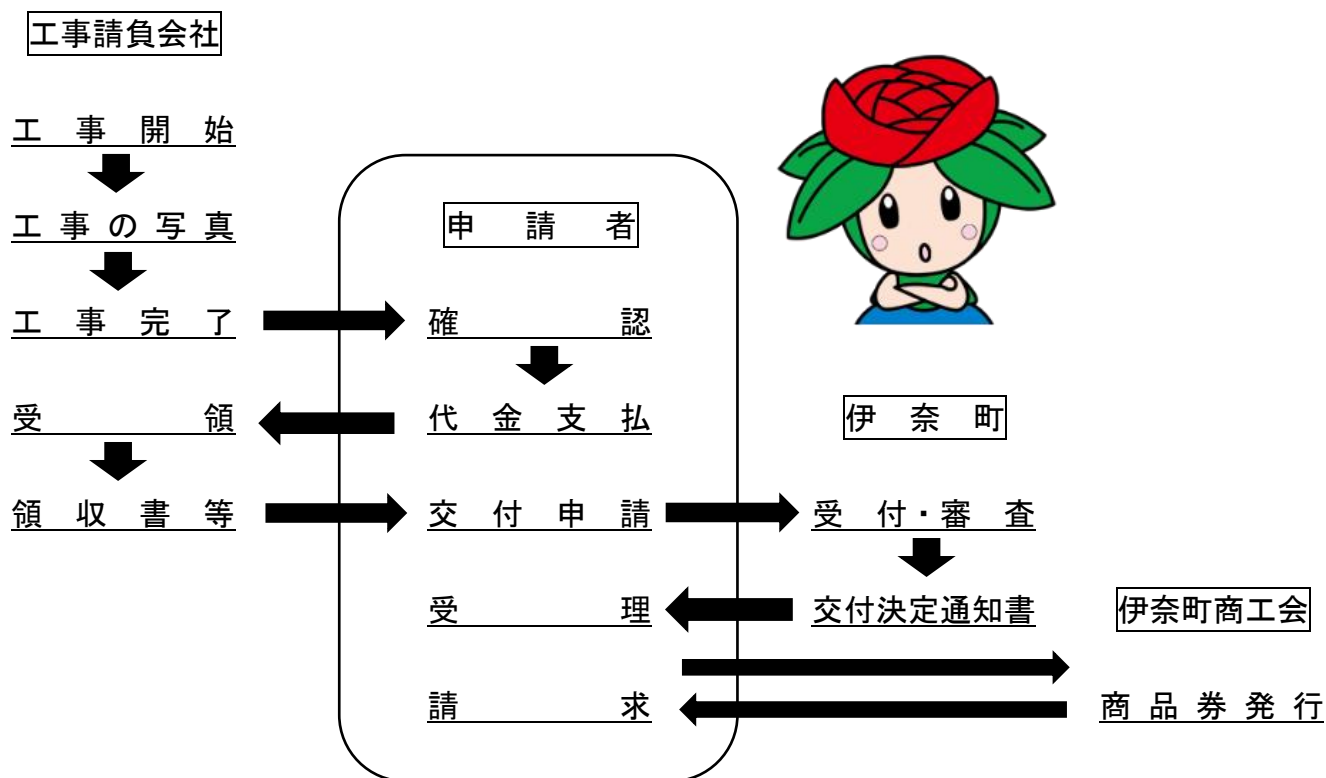 工事請負会社
工事開始
工事の写真
工事完了
受領
領収書等
申請者
確認
代金支払
交付申請
受理
請求
伊奈町
受付・審査
交付決定通知書
伊奈町商工会
商品券発行